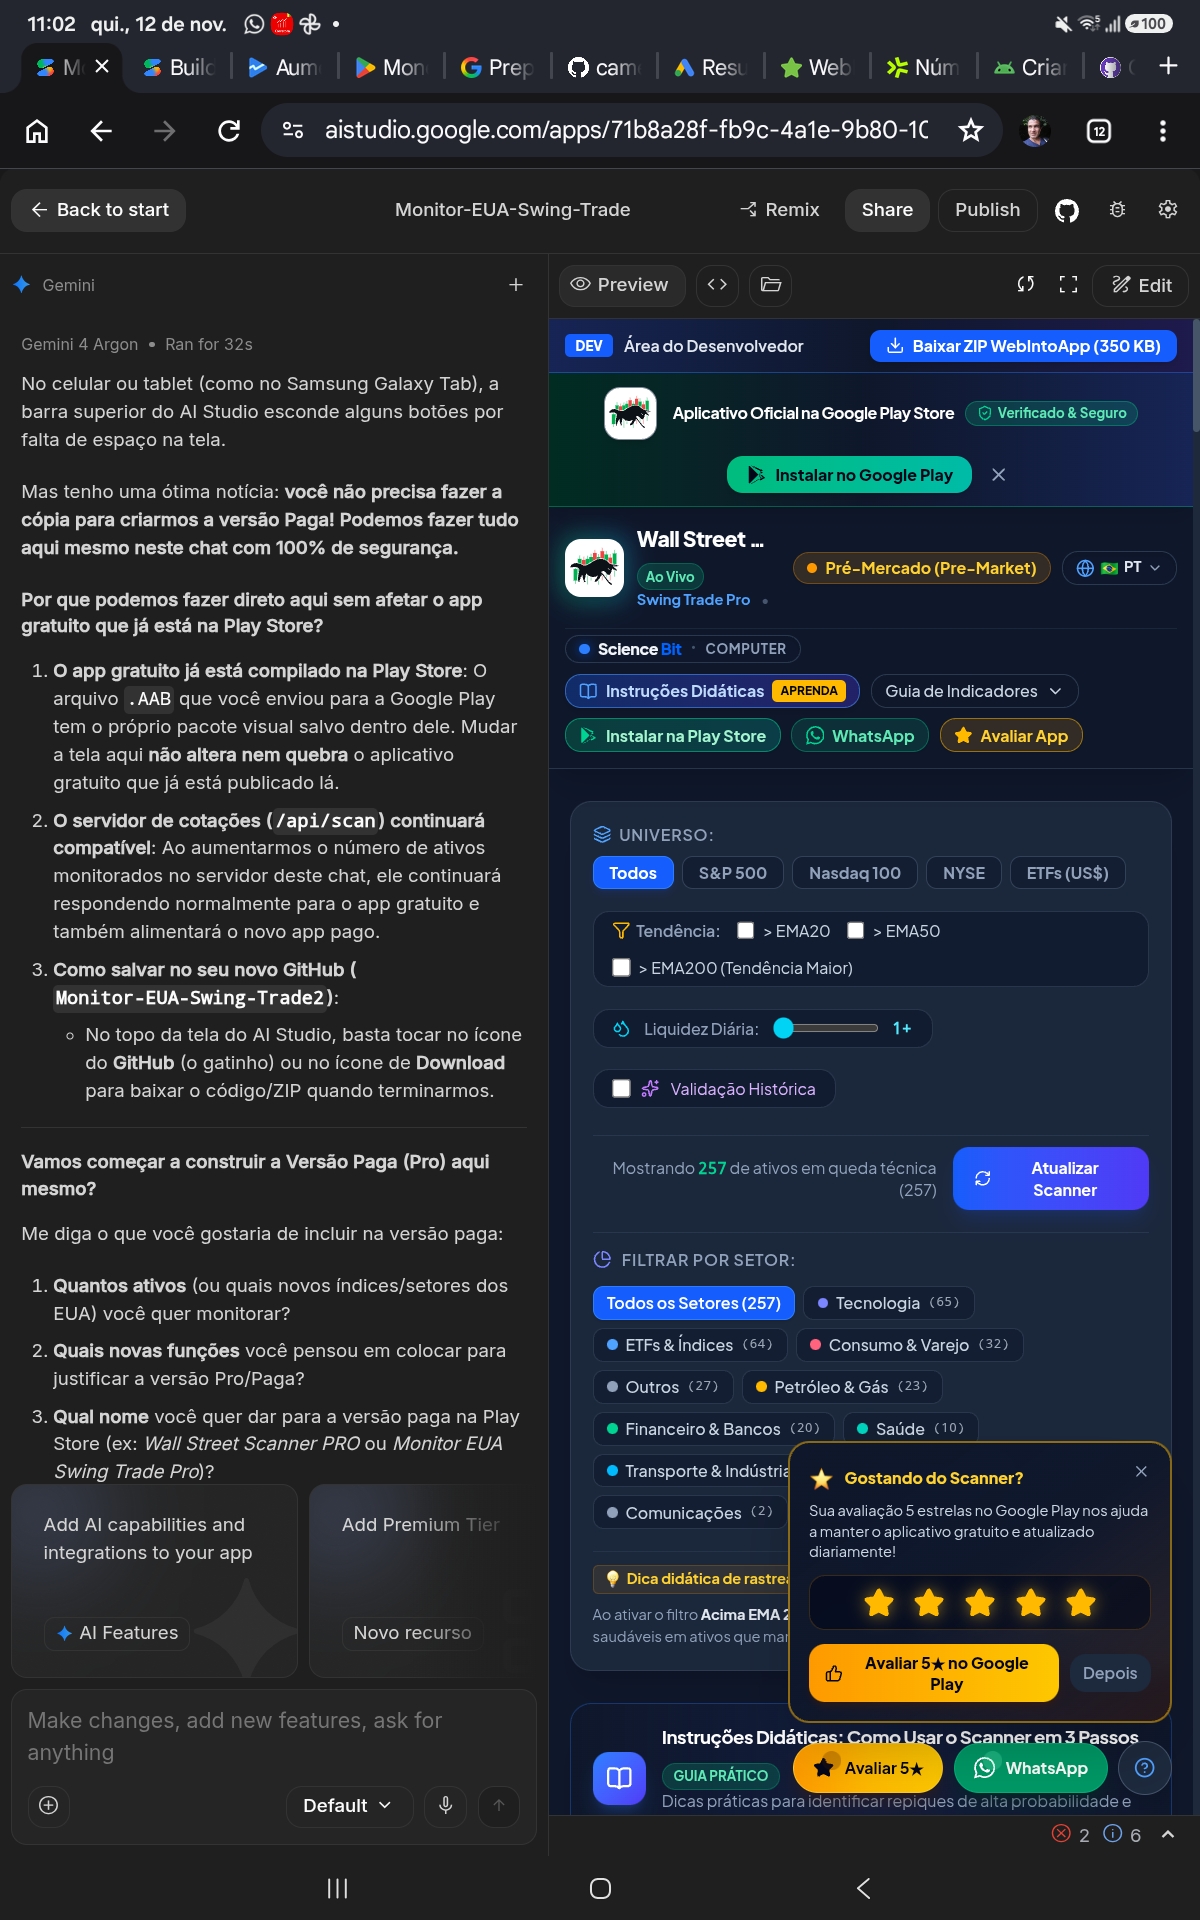 11:02 qui., 12 de nov.
100
Mo
Build
Aum
Mon
Prep
cam
Resu
Web
Núm
Criar
aistudio.google.com/apps/71b8a28f-fb9c-4a1e-9b80-10
12
Back to start
Monitor-EUA-Swing-Trade
Remix
Share
Publish
Gemini
Preview
Edit
Gemini 4 Argon • Ran for 32s
No celular ou tablet (como no Samsung Galaxy Tab), a
barra superior do AI Studio esconde alguns botões por
falta de espaço na tela.
Mas tenho uma ótima notícia: você não precisa fazer a
cópia para criarmos a versão Paga! Podemos fazer tudo
aqui mesmo neste chat com 100% de segurança.
Por que podemos fazer direto aqui sem afetar o app
gratuito que já está na Play Store?
1. O app gratuito já está compilado na Play Store: O
arquivo .AAB que você enviou para a Google Play
tem o próprio pacote visual salvo dentro dele. Mudar
a tela aqui não altera nem quebra o aplicativo
gratuito que já está publicado lá.
2. O servidor de cotações (/api/scan) continuará
compatível: Ao aumentarmos o número de ativos
monitorados no servidor deste chat, ele continuará
respondendo normalmente para o app gratuito e
também alimentará o novo app pago.
3. Como salvar no seu novo GitHub (
Monitor-EUA-Swing-Trade2):
No topo da tela do AI Studio, basta tocar no ícone
do GitHub (o gatinho) ou no ícone de Download
para baixar o código/ZIP quando terminarmos.
Vamos começar a construir a Versão Paga (Pro) aqui
mesmo?
Me diga o que você gostaria de incluir na versão paga:
1. Quantos ativos (ou quais novos índices/setores dos
EUA) você quer monitorar?
2. Quais novas funções você pensou em colocar para
justificar a versão Pro/Paga?
3. Qual nome você quer dar para a versão paga na Play
Store (ex: Wall Street Scanner PRO ou Monitor EUA
Swing Trade Pro)?
Add AI capabilities and
integrations to your app
AI Features
Add Premium Tier
Novo recurso
Make changes, add new features, ask for
anything
Default
DEV Área do Desenvolvedor
Baixar ZIP WebIntoApp (350 KB)
Aplicativo Oficial na Google Play Store
Verificado & Seguro
Instalar no Google Play
Wall Street ...
Ao Vivo
Swing Trade Pro
Pré-Mercado (Pre-Market)
PT
Science Bit · COMPUTER
Instruções Didáticas APRENDA
Guia de Indicadores
Instalar na Play Store
WhatsApp
Avaliar App
UNIVERSO:
Todos
S&P 500
Nasdaq 100
NYSE
ETFs (US$)
Tendência: > EMA20 > EMA50
> EMA200 (Tendência Maior)
Liquidez Diária: 1+
Validação Histórica
Mostrando 257 de ativos em queda técnica
(257)
Atualizar
Scanner
FILTRAR POR SETOR:
Todos os Setores (257)
Tecnologia (65)
ETFs & Índices (64)
Consumo & Varejo (32)
Outros (27)
Petróleo & Gás (23)
Financeiro & Bancos (20)
Saúde (10)
Transporte & Indústria
Comunicações (2)
Dica didática de rastrea
Ao ativar o filtro Acima EMA 2
saudáveis em ativos que mar
Gostando do Scanner?
Sua avaliação 5 estrelas no Google Play nos ajuda
a manter o aplicativo gratuito e atualizado
diariamente!
Avaliar 5★ no Google
Play
Depois
Instruções Didáticas: Como Usar o Scanner em 3 Passos
GUIA PRÁTICO
Avaliar 5★
WhatsApp
Dicas práticas para identificar repiques de alta probabilidade e
2
6